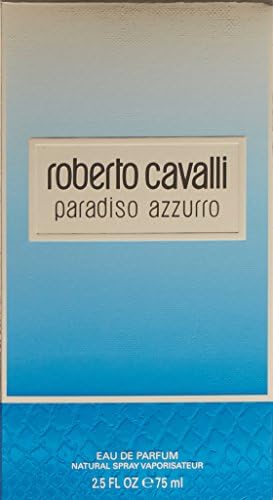 roberto cavalli
paradiso azzurro
EAU DE PARFUM
NATURAL SPRAY VAPORISATEUR
2.5 FL OZ ℮ 75 ml